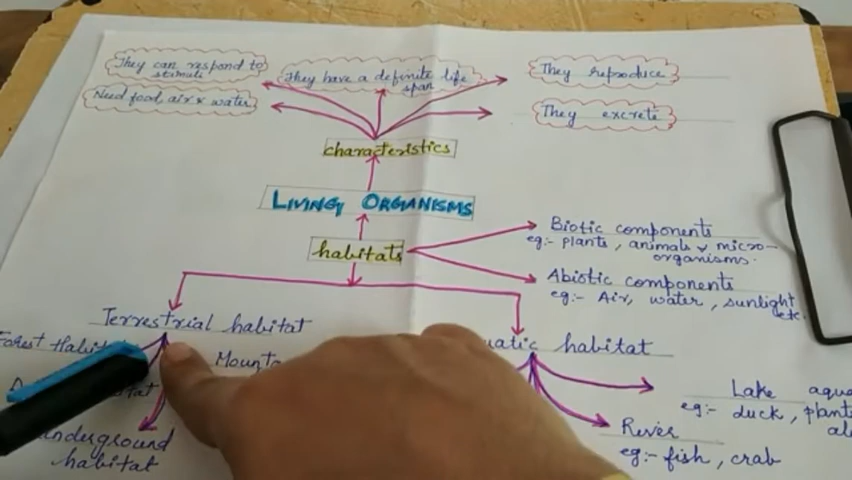 They can respond to
stimuli
They have a definite life
span
They reproduce
Need food, air & water
They excrete
characteristics
LIVING ORGANISMS
habitats
Biotic components
eg:- plants, animals & micro-
organisms.
Abiotic components
eg:- Air, water, sunlight
etc.
Terrestrial habitat
habitat
Forest
Lake
eg:- duck, plants
River
eg:- fish, crab
underground
habitat